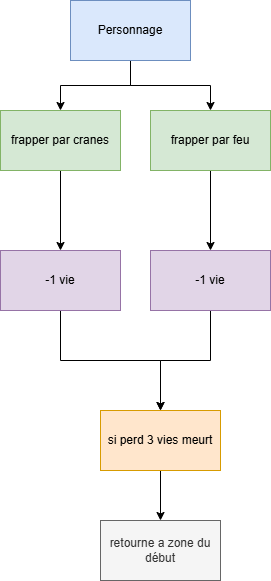 Personnage
frapper par cranes
frapper par feu
-1 vie
-1 vie
si perd 3 vies meurt
retourne a zone du
début